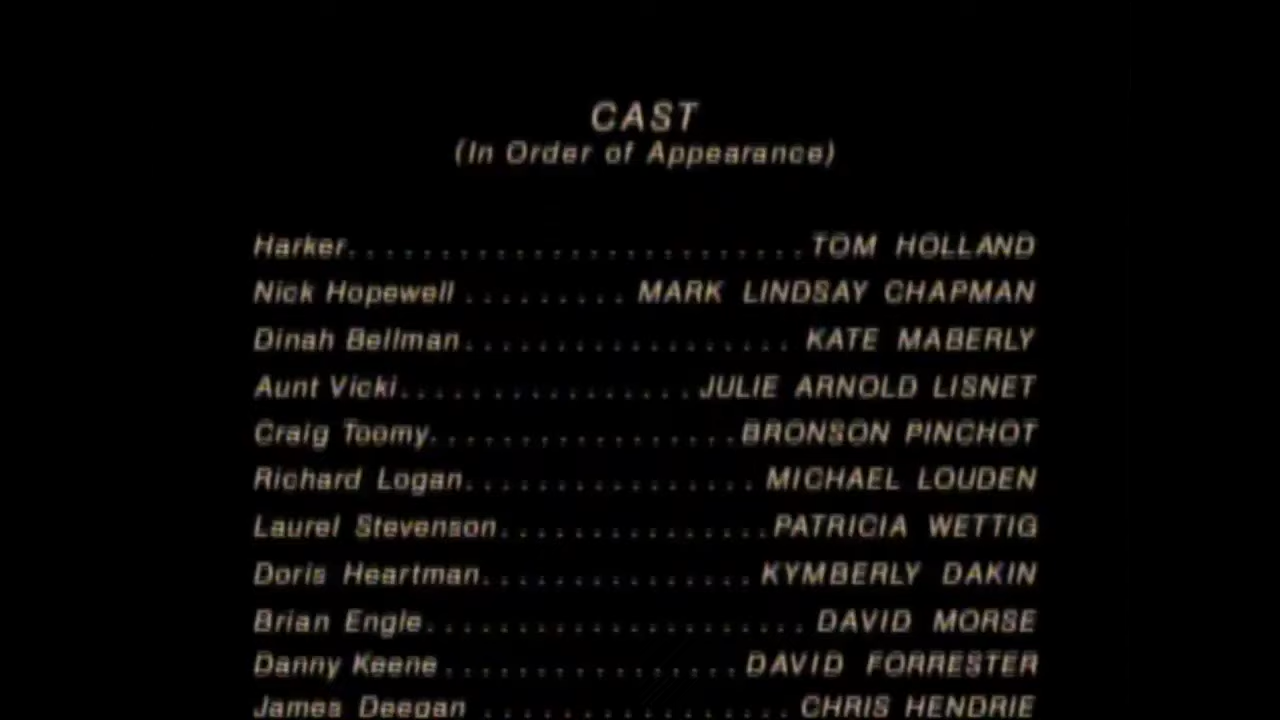 CAST
(In Order of Appearance)
Harker. . . . . . . . . . . . . . . . . . . . . . . . . TOM HOLLAND
Nick Hopewell . . . . . . . . . MARK LINDSAY CHAPMAN
Dinah Bellman. . . . . . . . . . . . . . . . . . KATE MABERLY
Aunt Vicki. . . . . . . . . . . . . . . . JULIE ARNOLD LISNET
Craig Toomy. . . . . . . . . . . . . . . . . BRONSON PINCHOT
Richard Logan. . . . . . . . . . . . . . . . MICHAEL LOUDEN
Laurel Stevenson. . . . . . . . . . . . . . . PATRICIA WETTIG
Doris Heartman. . . . . . . . . . . . . . . KYMBERLY DAKIN
Brian Engle. . . . . . . . . . . . . . . . . . . . . DAVID MORSE
Danny Keene . . . . . . . . . . . . . . . . DAVID FORRESTER
James Deegan . . . . . . . . . . . . . . . . . CHRIS HENDRIE